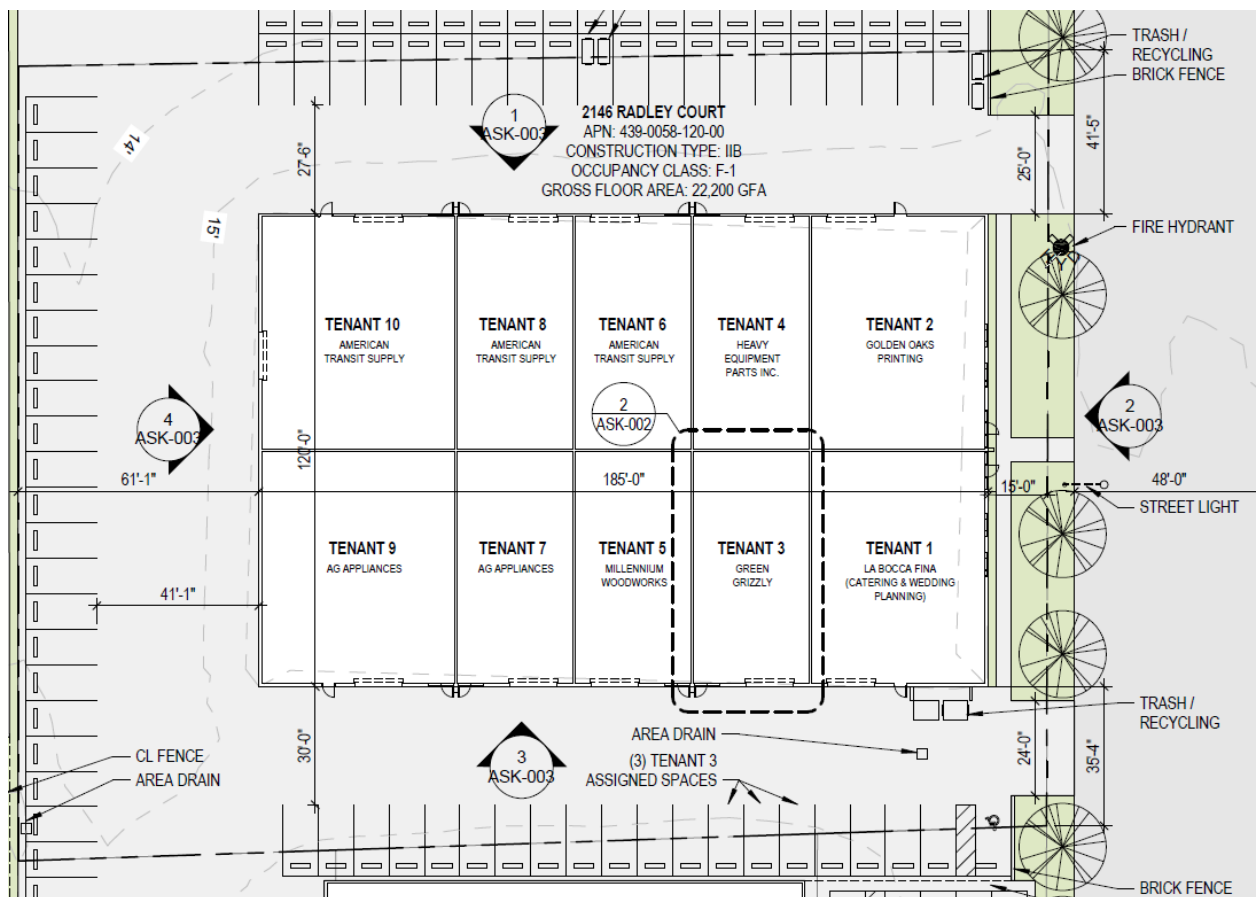 TRASH /
RECYCLING
BRICK FENCE
1
ASK-003
2146 RADLEY COURT
APN: 439-0058-120-00
CONSTRUCTION TYPE: IIB
OCCUPANCY CLASS: F-1
GROSS FLOOR AREA: 22,200 GFA
14'
27'-6"
25'-0"
41'-5"
15'
FIRE HYDRANT
TENANT 10
AMERICAN
TRANSIT SUPPLY
TENANT 8
AMERICAN
TRANSIT SUPPLY
TENANT 6
AMERICAN
TRANSIT SUPPLY
TENANT 4
HEAVY
EQUIPMENT
PARTS INC.
TENANT 2
GOLDEN OAKS
PRINTING
4
ASK-003
2
ASK-002
2
ASK-003
120'-0"
61'-1"
185'-0"
15'-0"
48'-0"
STREET LIGHT
TENANT 9
AG APPLIANCES
TENANT 7
AG APPLIANCES
TENANT 5
MILLENNIUM
WOODWORKS
TENANT 3
GREEN
GRIZZLY
TENANT 1
LA BOCCA FINA
(CATERING & WEDDING
PLANNING)
41'-1"
TRASH /
RECYCLING
CL FENCE
AREA DRAIN
30'-0"
3
ASK-003
AREA DRAIN
(3) TENANT 3
ASSIGNED SPACES
24'-0"
35'-4"
BRICK FENCE